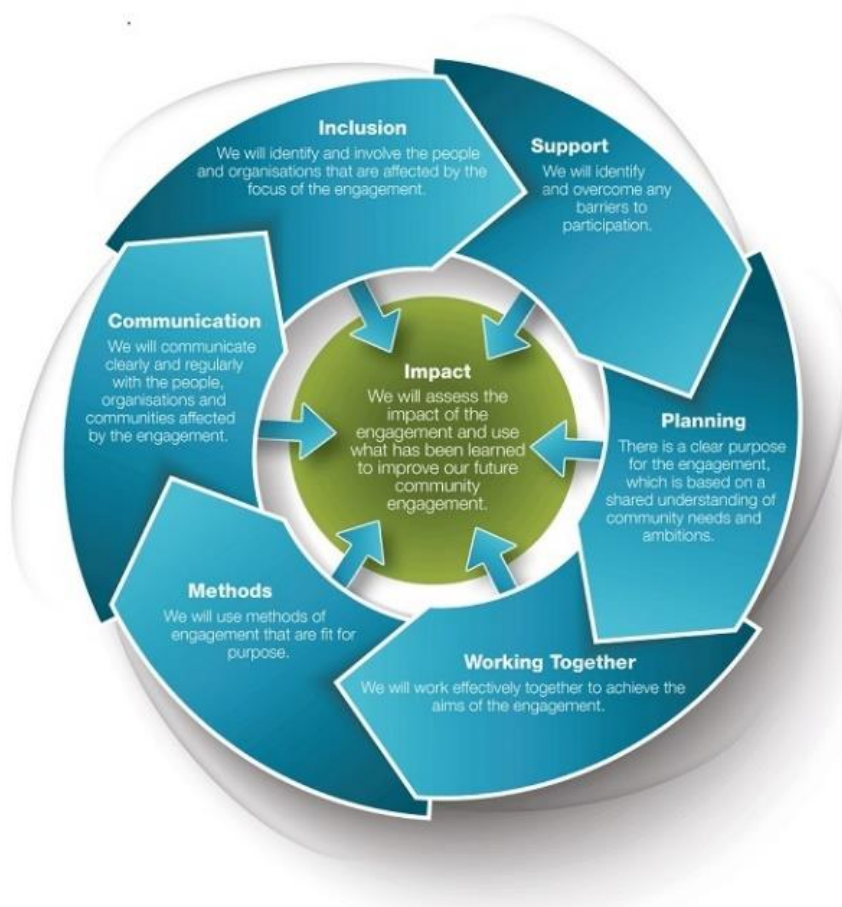 Inclusion
We will identify and involve the people
and organisations that are affected by the
focus of the engagement.
Support
We will identify
and overcome any
barriers to
participation.
Planning
There is a clear purpose
for the engagement,
which is based on a
shared understanding of
community needs and
ambitions.
Working Together
We will work effectively together to achieve the
aims of the engagement.
Methods
We will use methods of
engagement that are fit for
purpose.
Communication
We will communicate
clearly and regularly
with the people,
organisations and
communities affected
by the engagement.
Impact
We will assess the
impact of the
engagement and use
what has been learned
to improve our future
community
engagement.